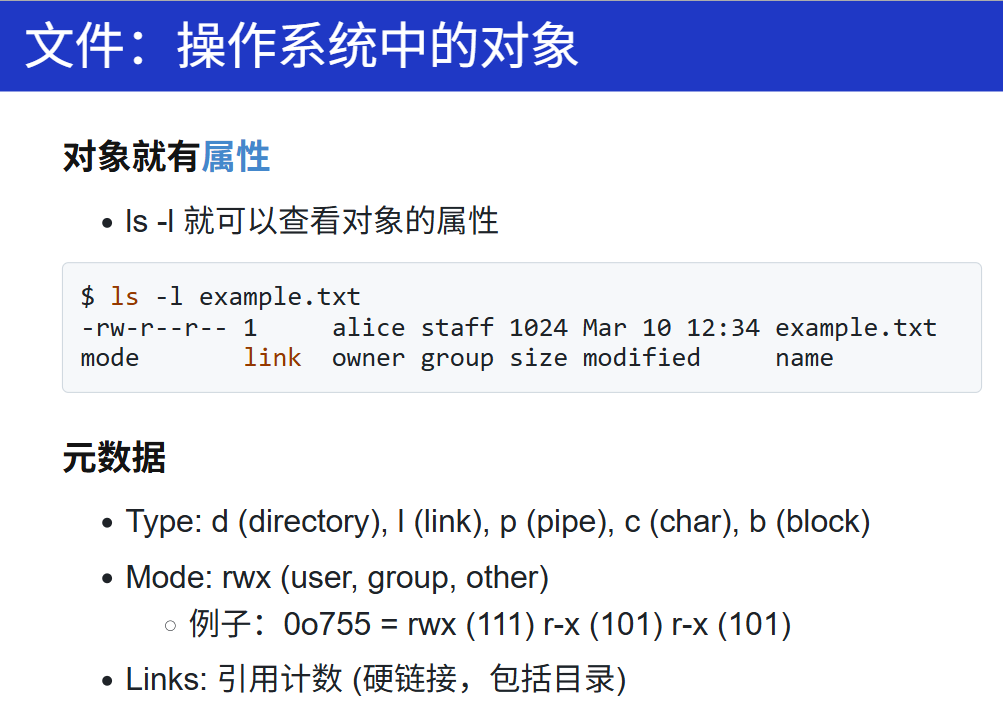 文件：操作系统中的对象
对象就有属性
• ls -l 就可以查看对象的属性
$ ls -l example.txt
-rw-r--r-- 1     alice staff 1024 Mar 10 12:34 example.txt
mode       link  owner group size modified     name
元数据
• Type: d (directory), l (link), p (pipe), c (char), b (block)
• Mode: rwx (user, group, other)
◦ 例子：0o755 = rwx (111) r-x (101) r-x (101)
• Links: 引用计数 (硬链接，包括目录)